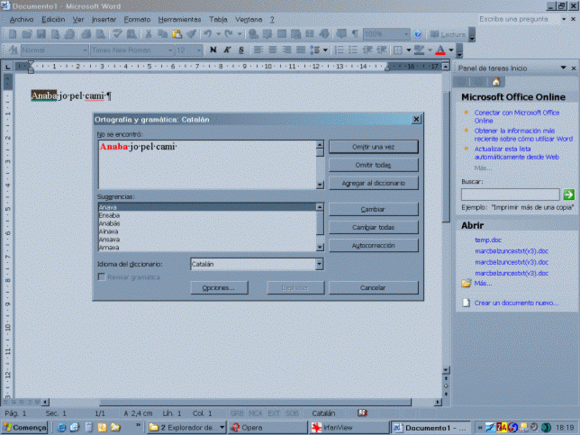 Documento1 - Microsoft Word
Archivo Edición Ver Insertar Formato Herramientas Tabla Ventana ?
Escriba una pregunta
100%
Lectura
Normal Times New Roman 12
N K S
Panel de tareas Inicio
Anaba·jo·pel·cami·¶
Microsoft Office Online
Conectar con Microsoft Office Online
Obtener la información más reciente sobre cómo utilizar Word
Actualizar esta lista automáticamente desde Web
Más...
Buscar:
Ejemplo: "Imprimir más de una copia"
Abrir
temp.doc
marcbelzuncestxt(v3).doc
marcbelzuncestxt(v3).doc
marcbelzuncestxt(v3).doc
Más...
Crear un documento nuevo...
Ortografía y gramática: Catalán
No se encontró:
Anaba·jo·pel·cami·
Omitir una vez
Omitir todas
Agregar al diccionario
Sugerencias:
Anava
Ensaba
Anabàs
Aïnava
Ansava
Arnava
Cambiar
Cambiar todas
Autocorrección
Idioma del diccionario: Catalán
Revisar gramática
Opciones...
Cancelar
Pág. 1 Sec. 1 1/1 A 2,4 cm Lín. 1 Col. 1 GRB MCA EXT SOB Catalán
Comença
2 Explorador de...
Opera
IrfanView
Documento1 - ...
18:19